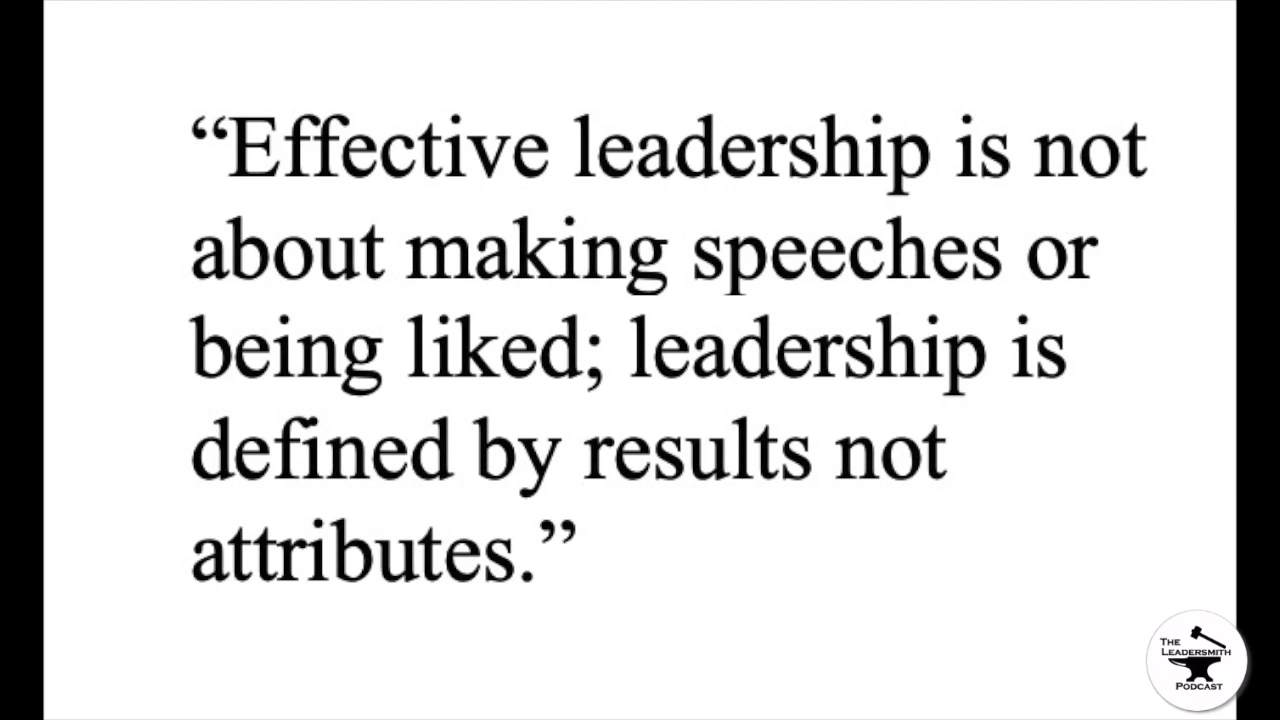 “Effective leadership is not
about making speeches or
being liked; leadership is
defined by results not
attributes.”
THE
LEADERSMITH
PODCAST